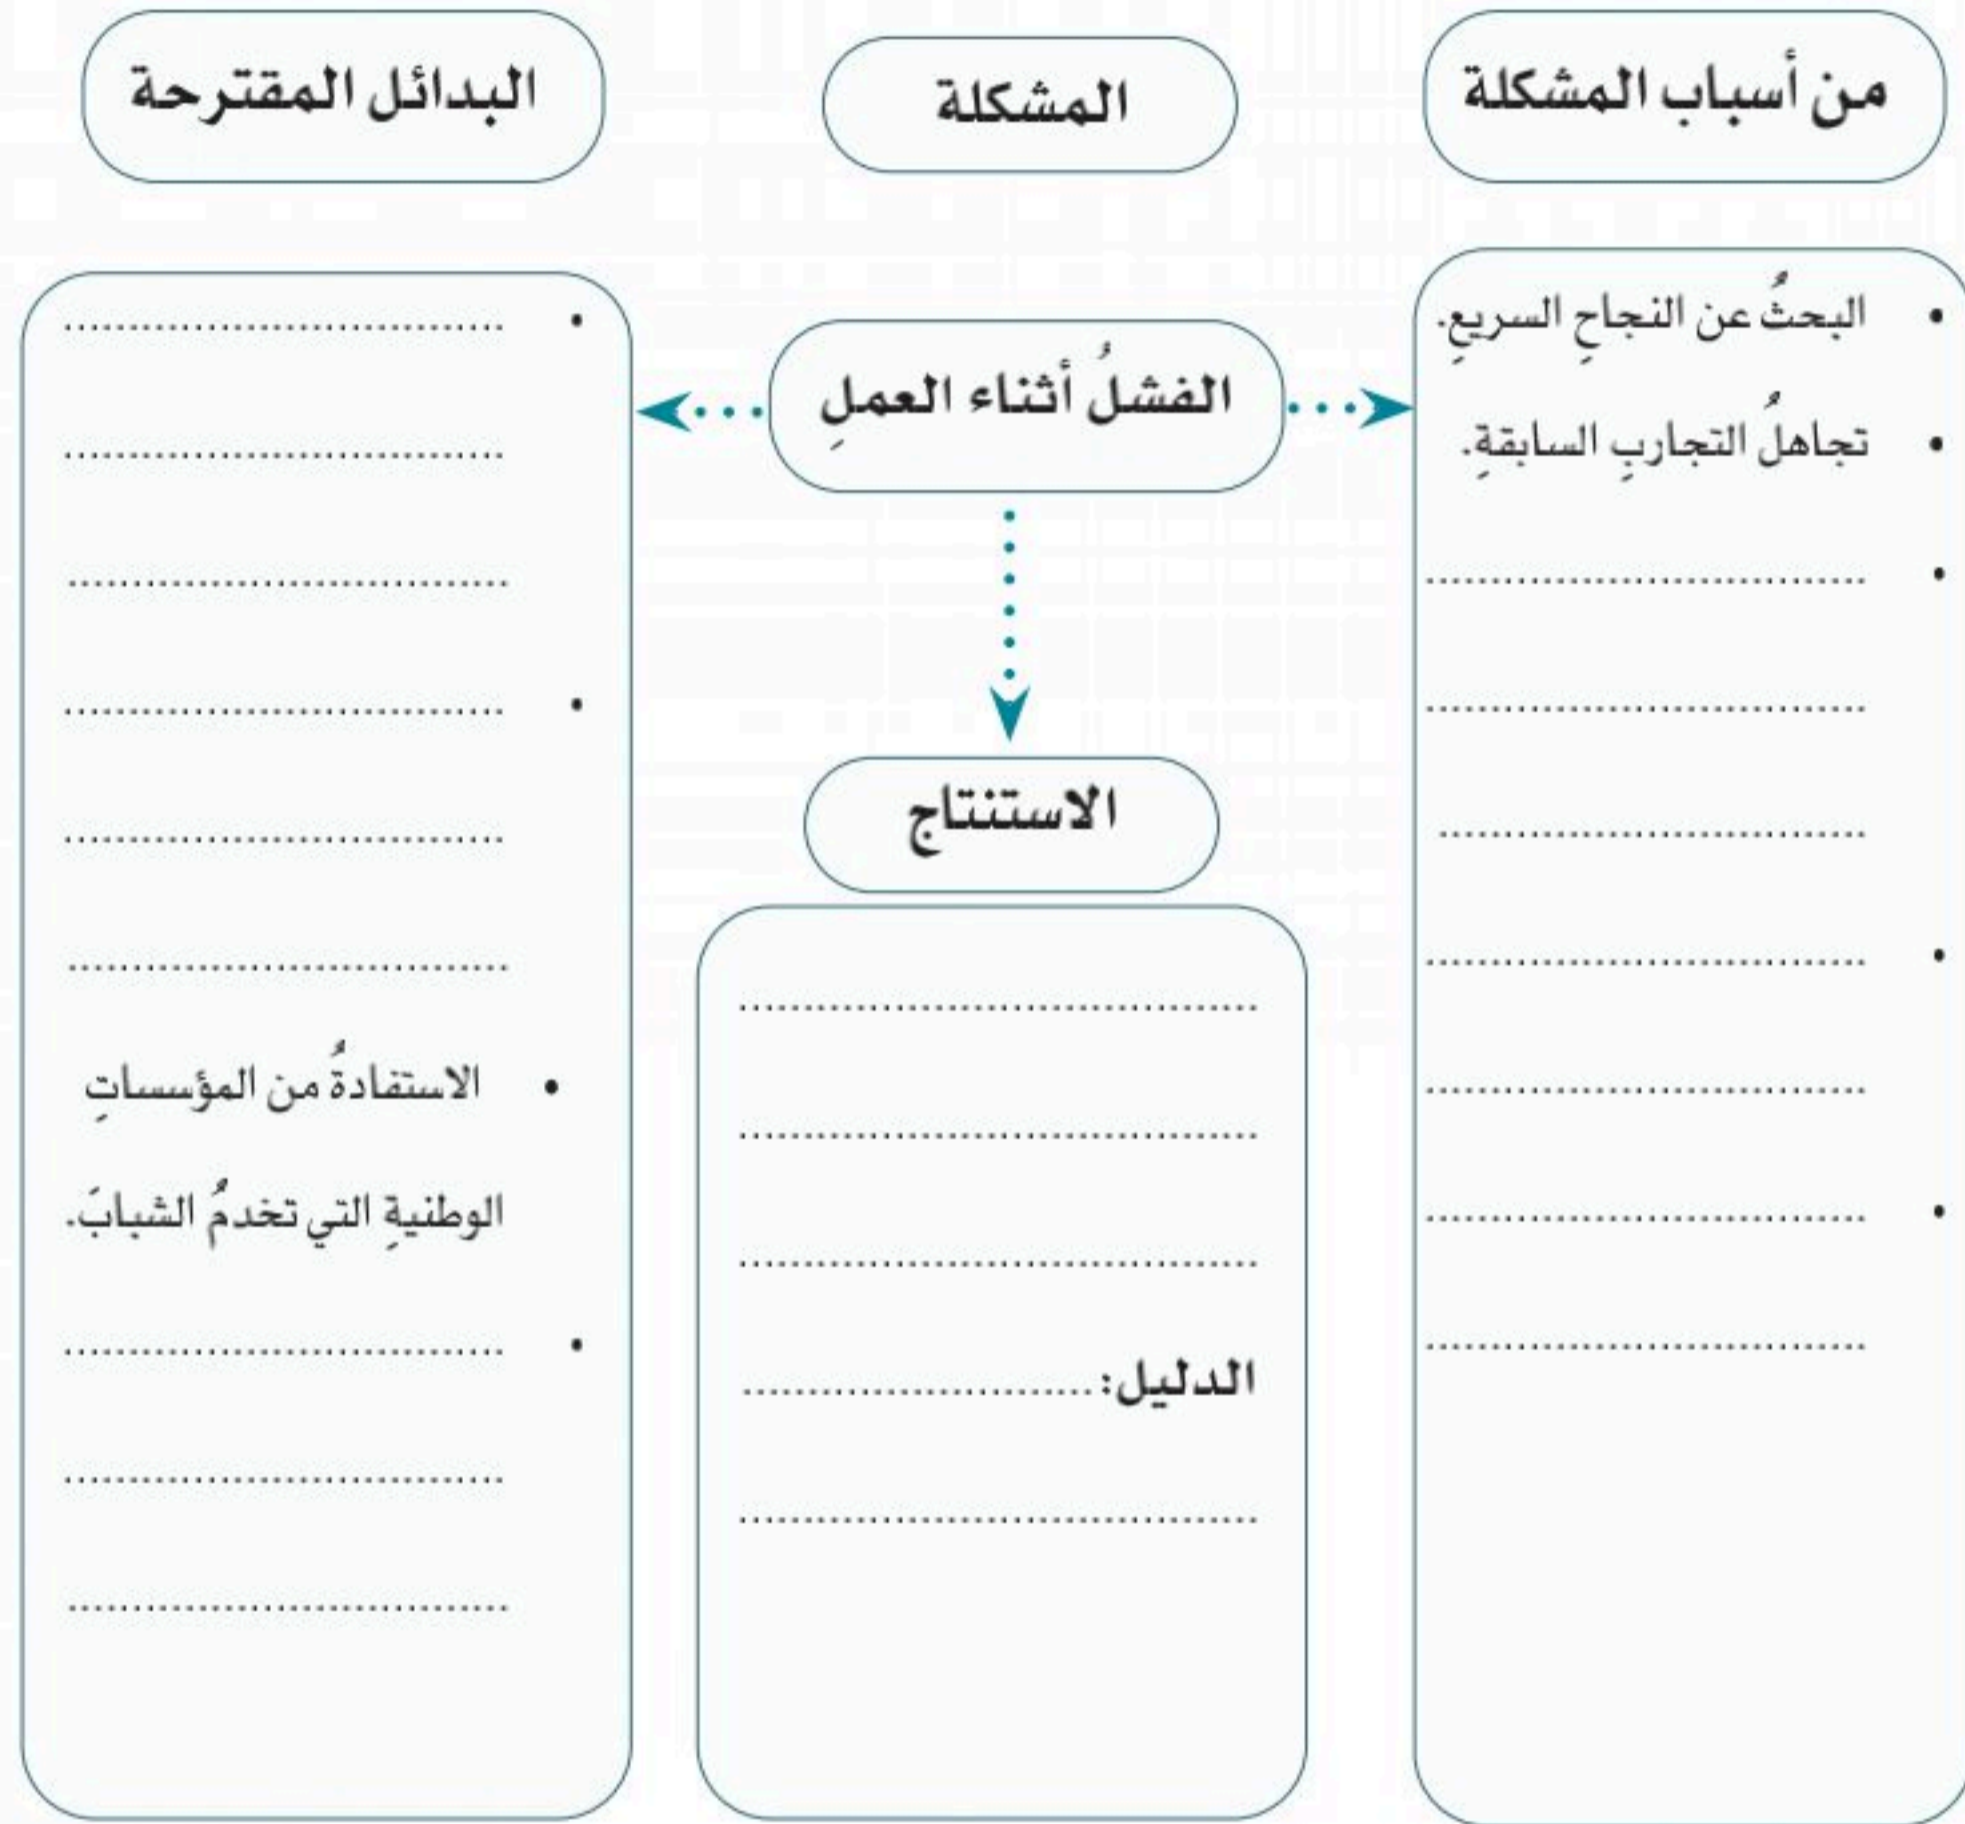 من أسباب المشكلة
المشكلة
البدائل المقترحة
• البحثُ عن النجاحِ السريعِ.
• تجاهلُ التجاربِ السابقةِ.
• ..................................
..................................
.................................
• ..................................
..................................
• ..................................
..................................
الفشلُ أثناء العملِ
الاستنتاج
........................................
........................................
........................................
الدليل: ...........................
........................................
• ..................................
..................................
..................................
• ..................................
..................................
..................................
• الاستفادةُ من المؤسساتِ
الوطنيةِ التي تخدمُ الشبابَ.
• ..................................
..................................
..................................